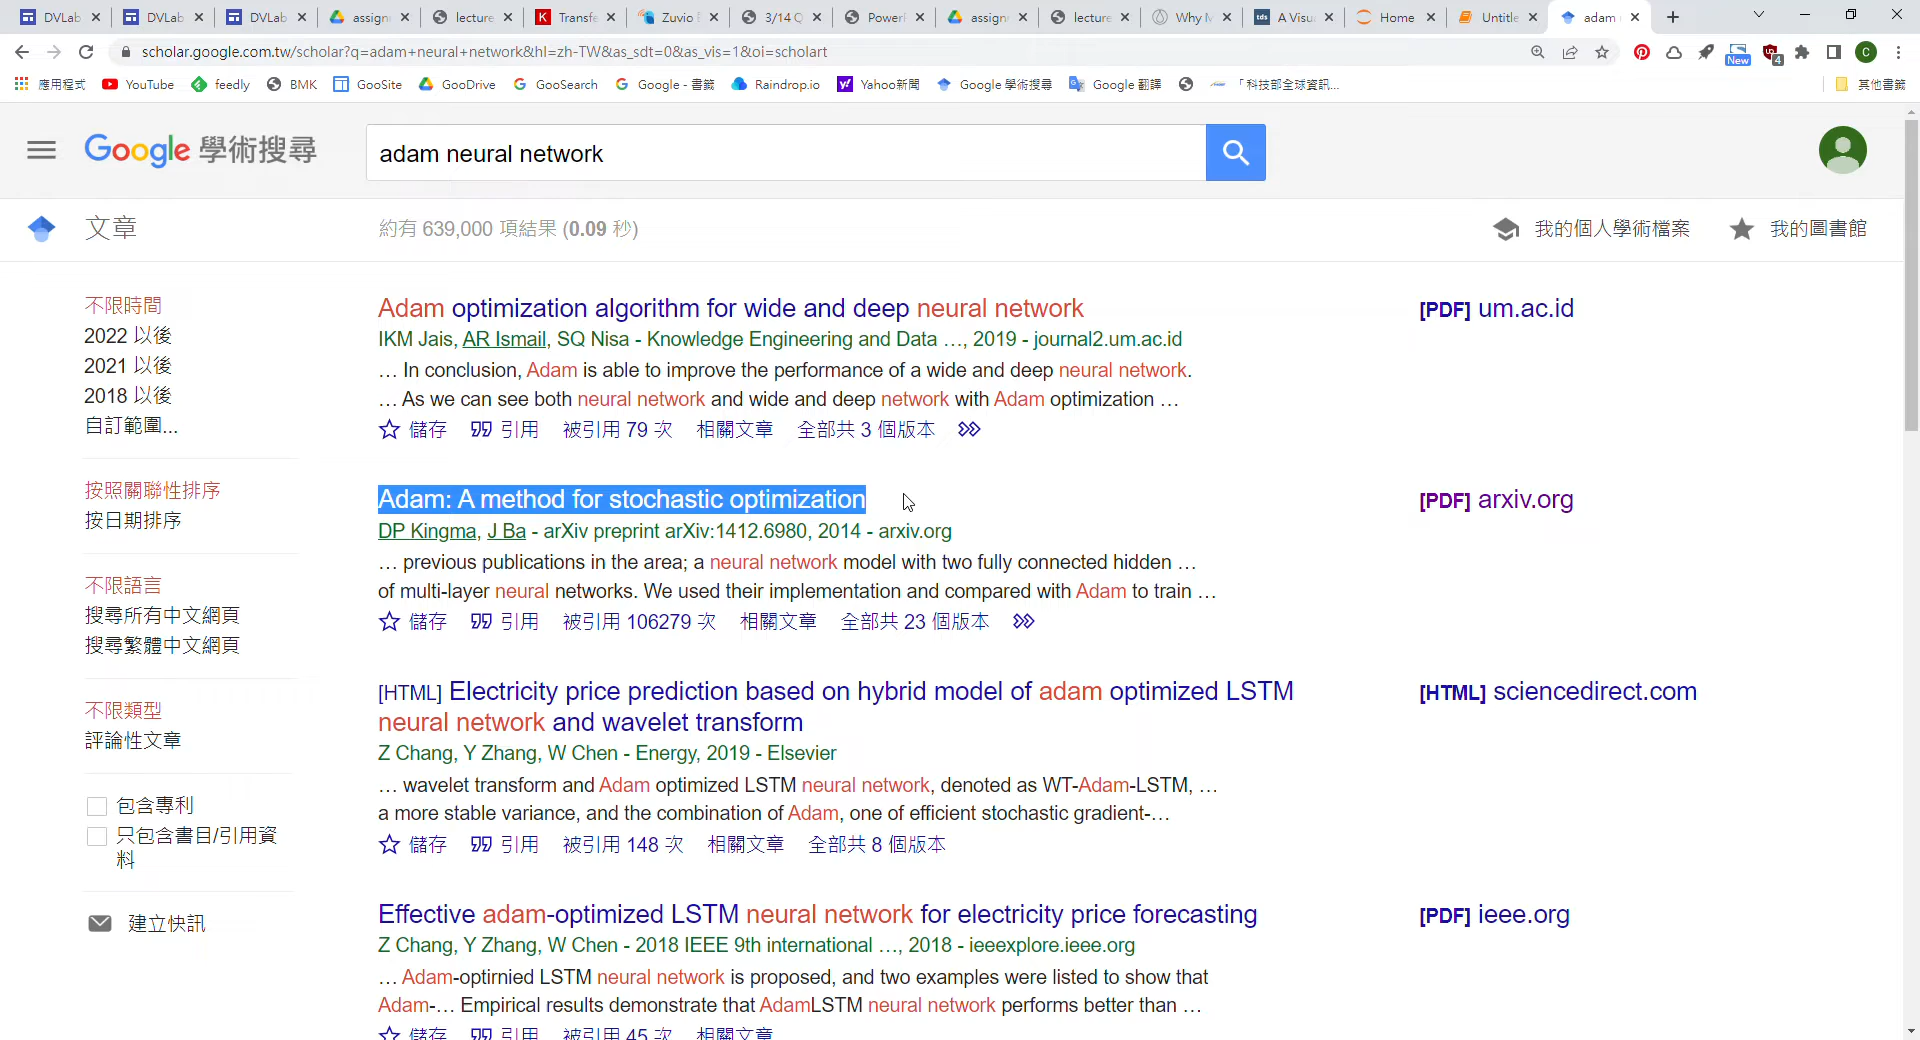 DVLab
DVLab
DVLab
assign
lecture
Transfe
Zuvio
3/14 Q
Power
assign
lecture
Why
A Visu
Home
Untitle
adam
scholar.google.com.tw/scholar?q=adam+neural+network&hl=zh-TW&as_sdt=0&as_vis=1&oi=scholart
New
4
C
應用程式
YouTube
feedly
BMK
GooSite
GooDrive
GooSearch
Google - 書籤
Raindrop.io
Yahoo新聞
Google 學術搜尋
Google 翻譯
「科技部全球資訊...
其他書籤
Google 學術搜尋
adam neural network
文章
約有 639,000 項結果 (0.09 秒)
我的個人學術檔案
我的圖書館
不限時間
2022 以後
2021 以後
2018 以後
自訂範圍...
按照關聯性排序
按日期排序
不限語言
搜尋所有中文網頁
搜尋繁體中文網頁
不限類型
評論性文章
包含專利
只包含書目/引用資
料
建立快訊
Adam optimization algorithm for wide and deep neural network
IKM Jais, AR Ismail, SQ Nisa - Knowledge Engineering and Data …, 2019 - journal2.um.ac.id
… In conclusion, Adam is able to improve the performance of a wide and deep neural network.
… As we can see both neural network and wide and deep network with Adam optimization …
儲存 引用 被引用 79 次 相關文章 全部共 3 個版本
[PDF] um.ac.id
Adam: A method for stochastic optimization
DP Kingma, J Ba - arXiv preprint arXiv:1412.6980, 2014 - arxiv.org
… previous publications in the area; a neural network model with two fully connected hidden …
of multi-layer neural networks. We used their implementation and compared with Adam to train …
儲存 引用 被引用 106279 次 相關文章 全部共 23 個版本
[PDF] arxiv.org
[HTML] Electricity price prediction based on hybrid model of adam optimized LSTM
neural network and wavelet transform
Z Chang, Y Zhang, W Chen - Energy, 2019 - Elsevier
… wavelet transform and Adam optimized LSTM neural network, denoted as WT-Adam-LSTM, …
a more stable variance, and the combination of Adam, one of efficient stochastic gradient-…
儲存 引用 被引用 148 次 相關文章 全部共 8 個版本
[HTML] sciencedirect.com
Effective adam-optimized LSTM neural network for electricity price forecasting
Z Chang, Y Zhang, W Chen - 2018 IEEE 9th international …, 2018 - ieeexplore.ieee.org
… Adam-optirnied LSTM neural network is proposed, and two examples were listed to show that
Adam-… Empirical results demonstrate that AdamLSTM neural network performs better than …
儲存 引用 被引用 45 次 相關文章
[PDF] ieee.org